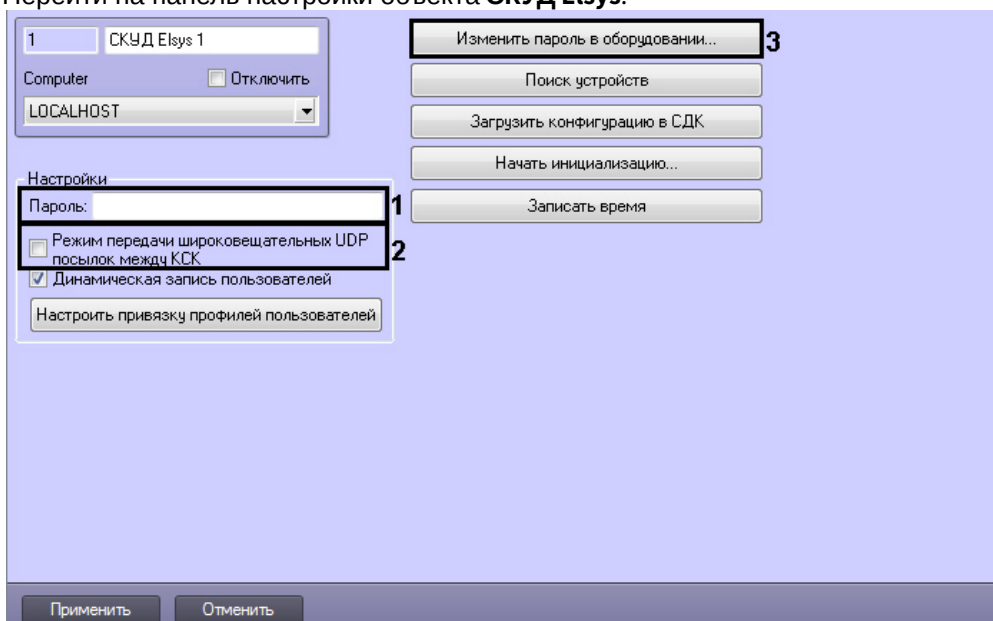 Перейти на панель настройки объекта СКУД Elsys.
1 СКУД Elsys 1
Computer Отключить
LOCALHOST
Настройки
Пароль: 1
Режим передачи широковещательных UDP
посылок между КСК 2
Динамическая запись пользователей
Настроить привязку профилей пользователей
Изменить пароль в оборудовании... 3
Поиск устройств
Загрузить конфигурацию в СДК
Начать инициализацию...
Записать время
Применить Отменить